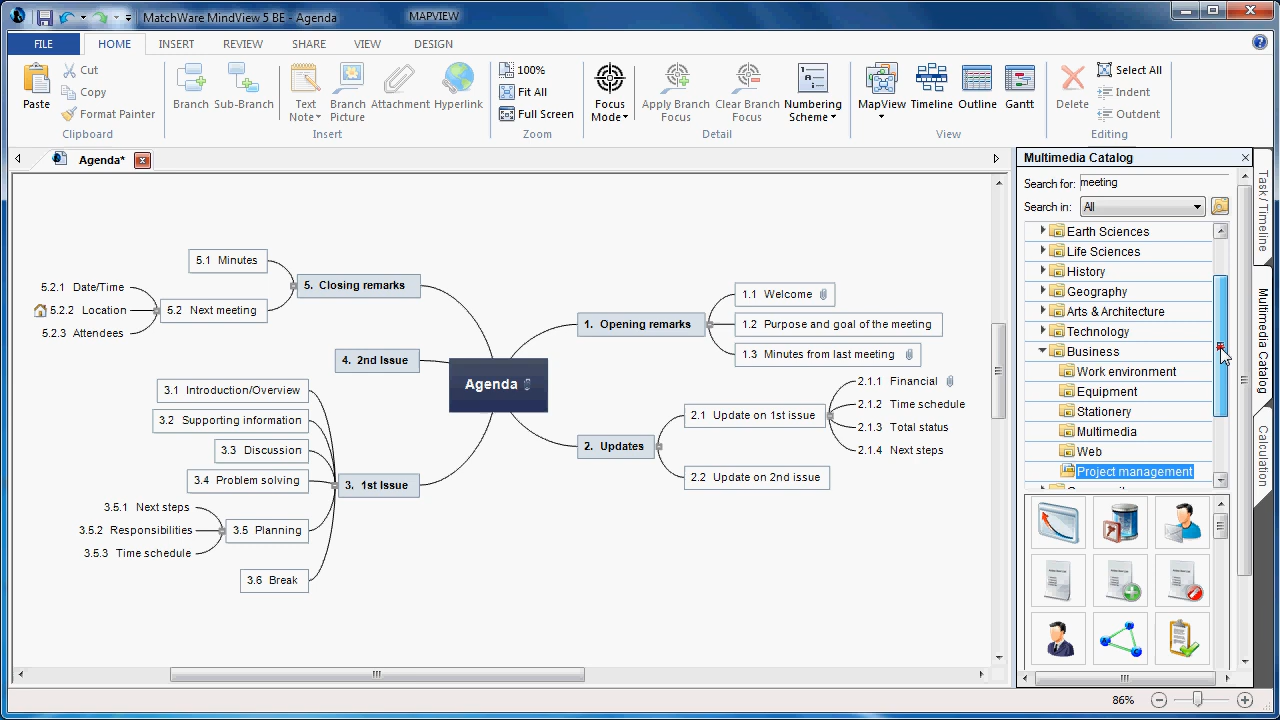 MatchWare MindView 5 BE - Agenda
MAPVIEW
FILE HOME INSERT REVIEW SHARE VIEW DESIGN
Paste
Cut
Copy
Format Painter
Clipboard
Branch
Sub-Branch
Text Note
Branch Picture
Attachment
Hyperlink
Insert
100%
Fit All
Full Screen
Zoom
Focus Mode
Apply Branch Focus
Clear Branch Focus
Numbering Scheme
Detail
MapView
Timeline
Outline
Gantt
View
Delete
Select All
Indent
Outdent
Editing
Agenda*
Agenda
1. Opening remarks
1.1 Welcome
1.2 Purpose and goal of the meeting
1.3 Minutes from last meeting
2. Updates
2.1 Update on 1st issue
2.1.1 Financial
2.1.2 Time schedule
2.1.3 Total status
2.1.4 Next steps
2.2 Update on 2nd issue
3. 1st Issue
3.1 Introduction/Overview
3.2 Supporting information
3.3 Discussion
3.4 Problem solving
3.5 Planning
3.5.1 Next steps
3.5.2 Responsibilities
3.5.3 Time schedule
3.6 Break
4. 2nd Issue
5. Closing remarks
5.1 Minutes
5.2 Next meeting
5.2.1 Date/Time
5.2.2 Location
5.2.3 Attendees
Multimedia Catalog
Search for: meeting
Search in: All
Earth Sciences
Life Sciences
History
Geography
Arts & Architecture
Technology
Business
Work environment
Equipment
Stationery
Multimedia
Web
Project management
Task / Timeline
Multimedia Catalog
Calculation
86%